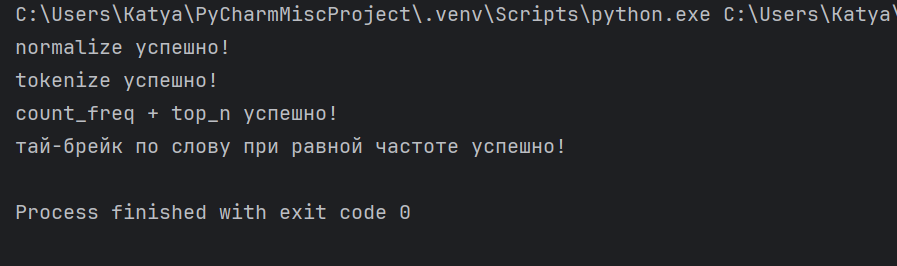 C:\Users\Katya\PyCharmMiscProject\.venv\Scripts\python.exe C:\Users\Katya\
normalize успешно!
tokenize успешно!
count_freq + top_n успешно!
тай-брейк по слову при равной частоте успешно!
Process finished with exit code 0